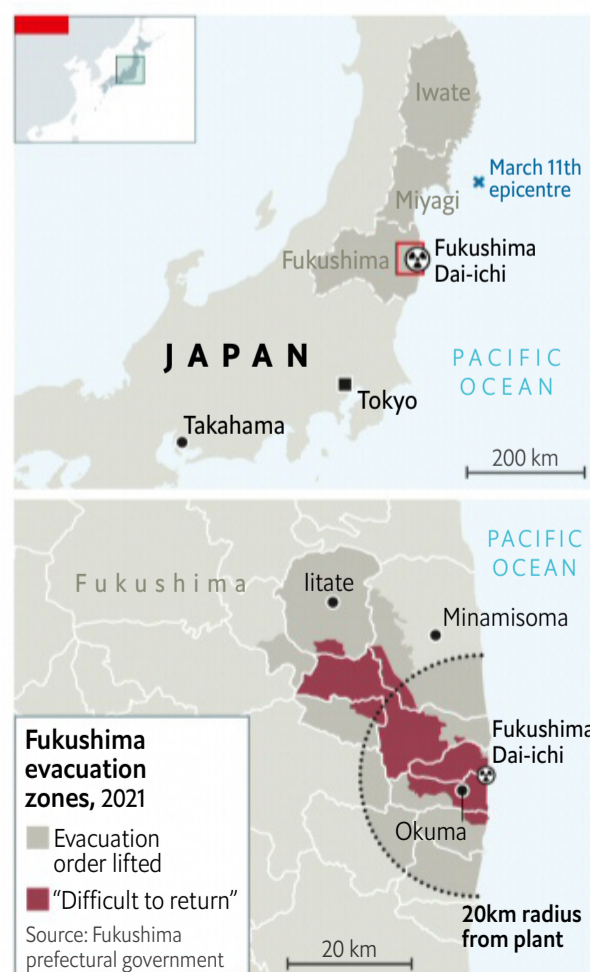 Iwate
March 11th
epicentre
Miyagi
Fukushima
Fukushima
Dai-ichi
JAPAN
PACIFIC
OCEAN
Tokyo
Takahama
200 km
PACIFIC
OCEAN
Fukushima
Iitate
Minamisoma
Fukushima
Dai-ichi
Okuma
Fukushima
evacuation
zones, 2021
Evacuation
order lifted
"Difficult to return"
Source: Fukushima
prefectural government
20km radius
from plant
20 km